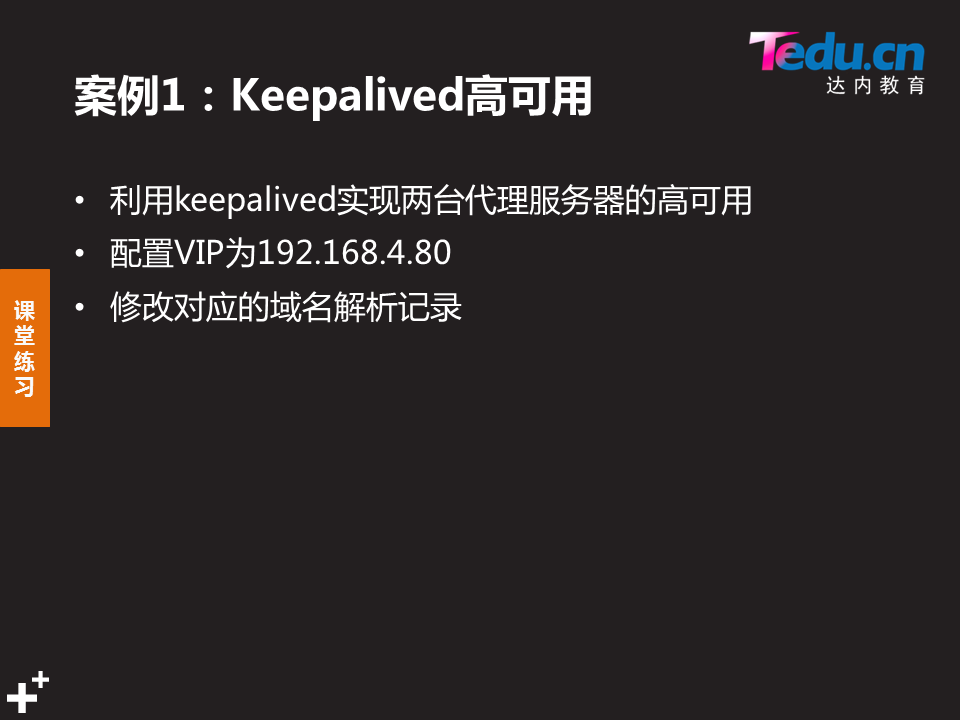 Tedu.cn
达内教育
案例1：Keepalived高可用
• 利用keepalived实现两台代理服务器的高可用
• 配置VIP为192.168.4.80
• 修改对应的域名解析记录
课
堂
练
习